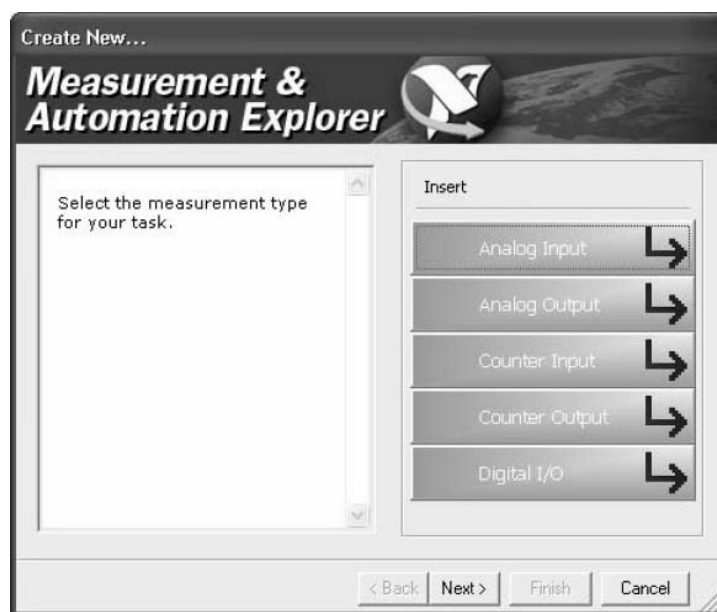 Create New...
Measurement &
Automation Explorer
Select the measurement type
for your task.
Insert
Analog Input
Analog Output
Counter Input
Counter Output
Digital I/O
< Back
Next >
Finish
Cancel